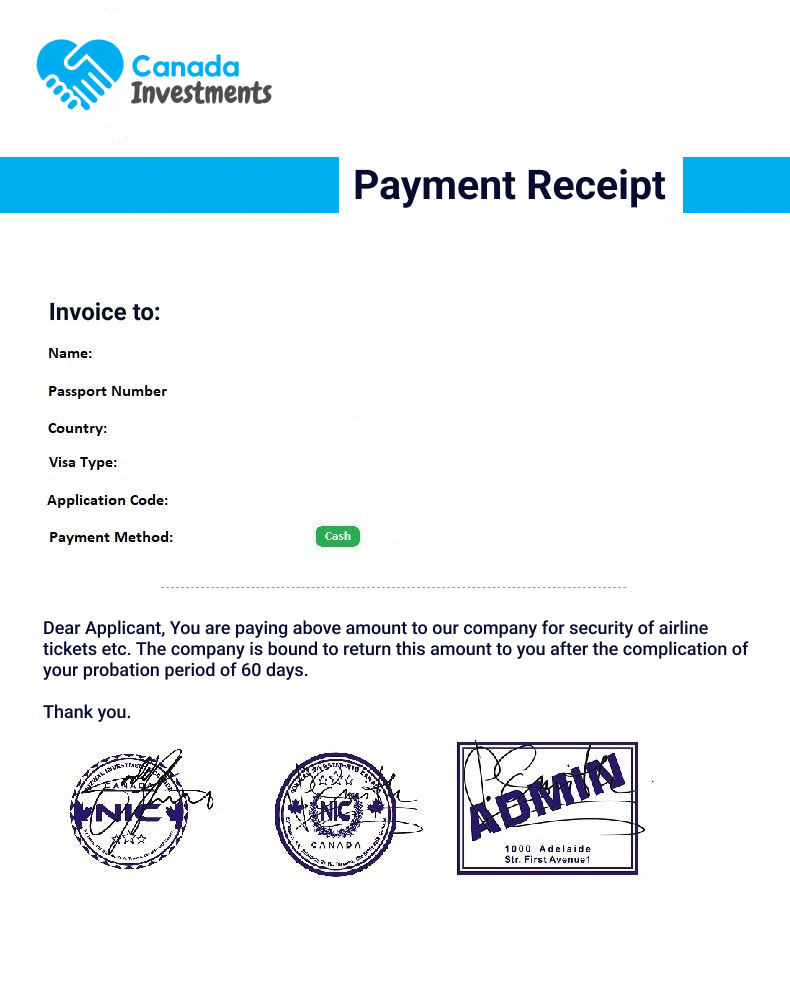 Canada
Investments
Payment Receipt
Invoice to:
Name:
Passport Number
Country:
Visa Type:
Application Code:
Payment Method:
Cash
Dear Applicant, You are paying above amount to our company for security of airline
tickets etc. The company is bound to return this amount to you after the complication of
your probation period of 60 days.
Thank you.
CANADA
NIC
NIC
CANADA
ADMIN
1000 Adelaide
Str. First Avenue1